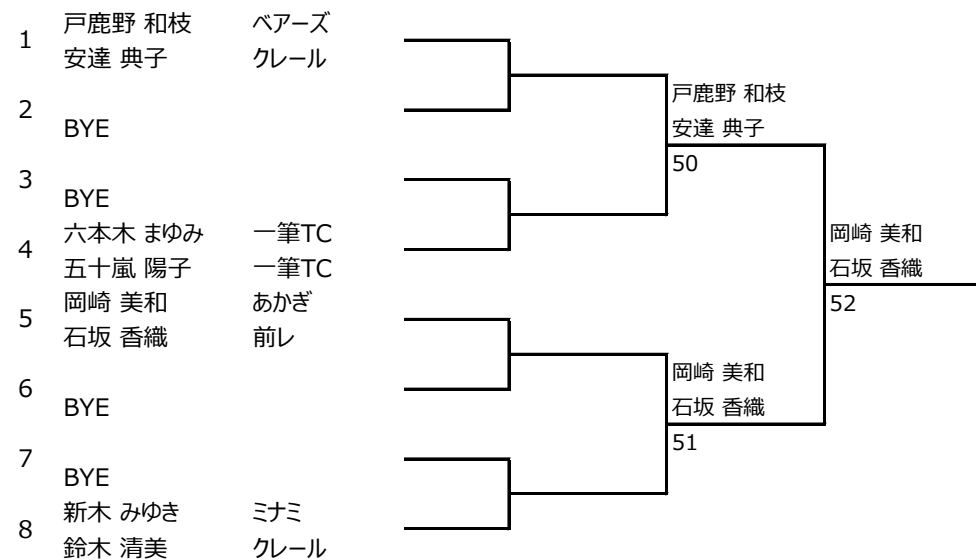 1 戸鹿野 和枝 ベアーズ
安達 典子 クレール
2 BYE
3 BYE
4 六本木 まゆみ 一筆TC
五十嵐 陽子 一筆TC
5 岡崎 美和 あかぎ
石坂 香織 前レ
6 BYE
7 BYE
8 新木 みゆき ミナミ
鈴木 清美 クレール
戸鹿野 和枝
安達 典子
50
岡崎 美和
石坂 香織
51
岡崎 美和
石坂 香織
52